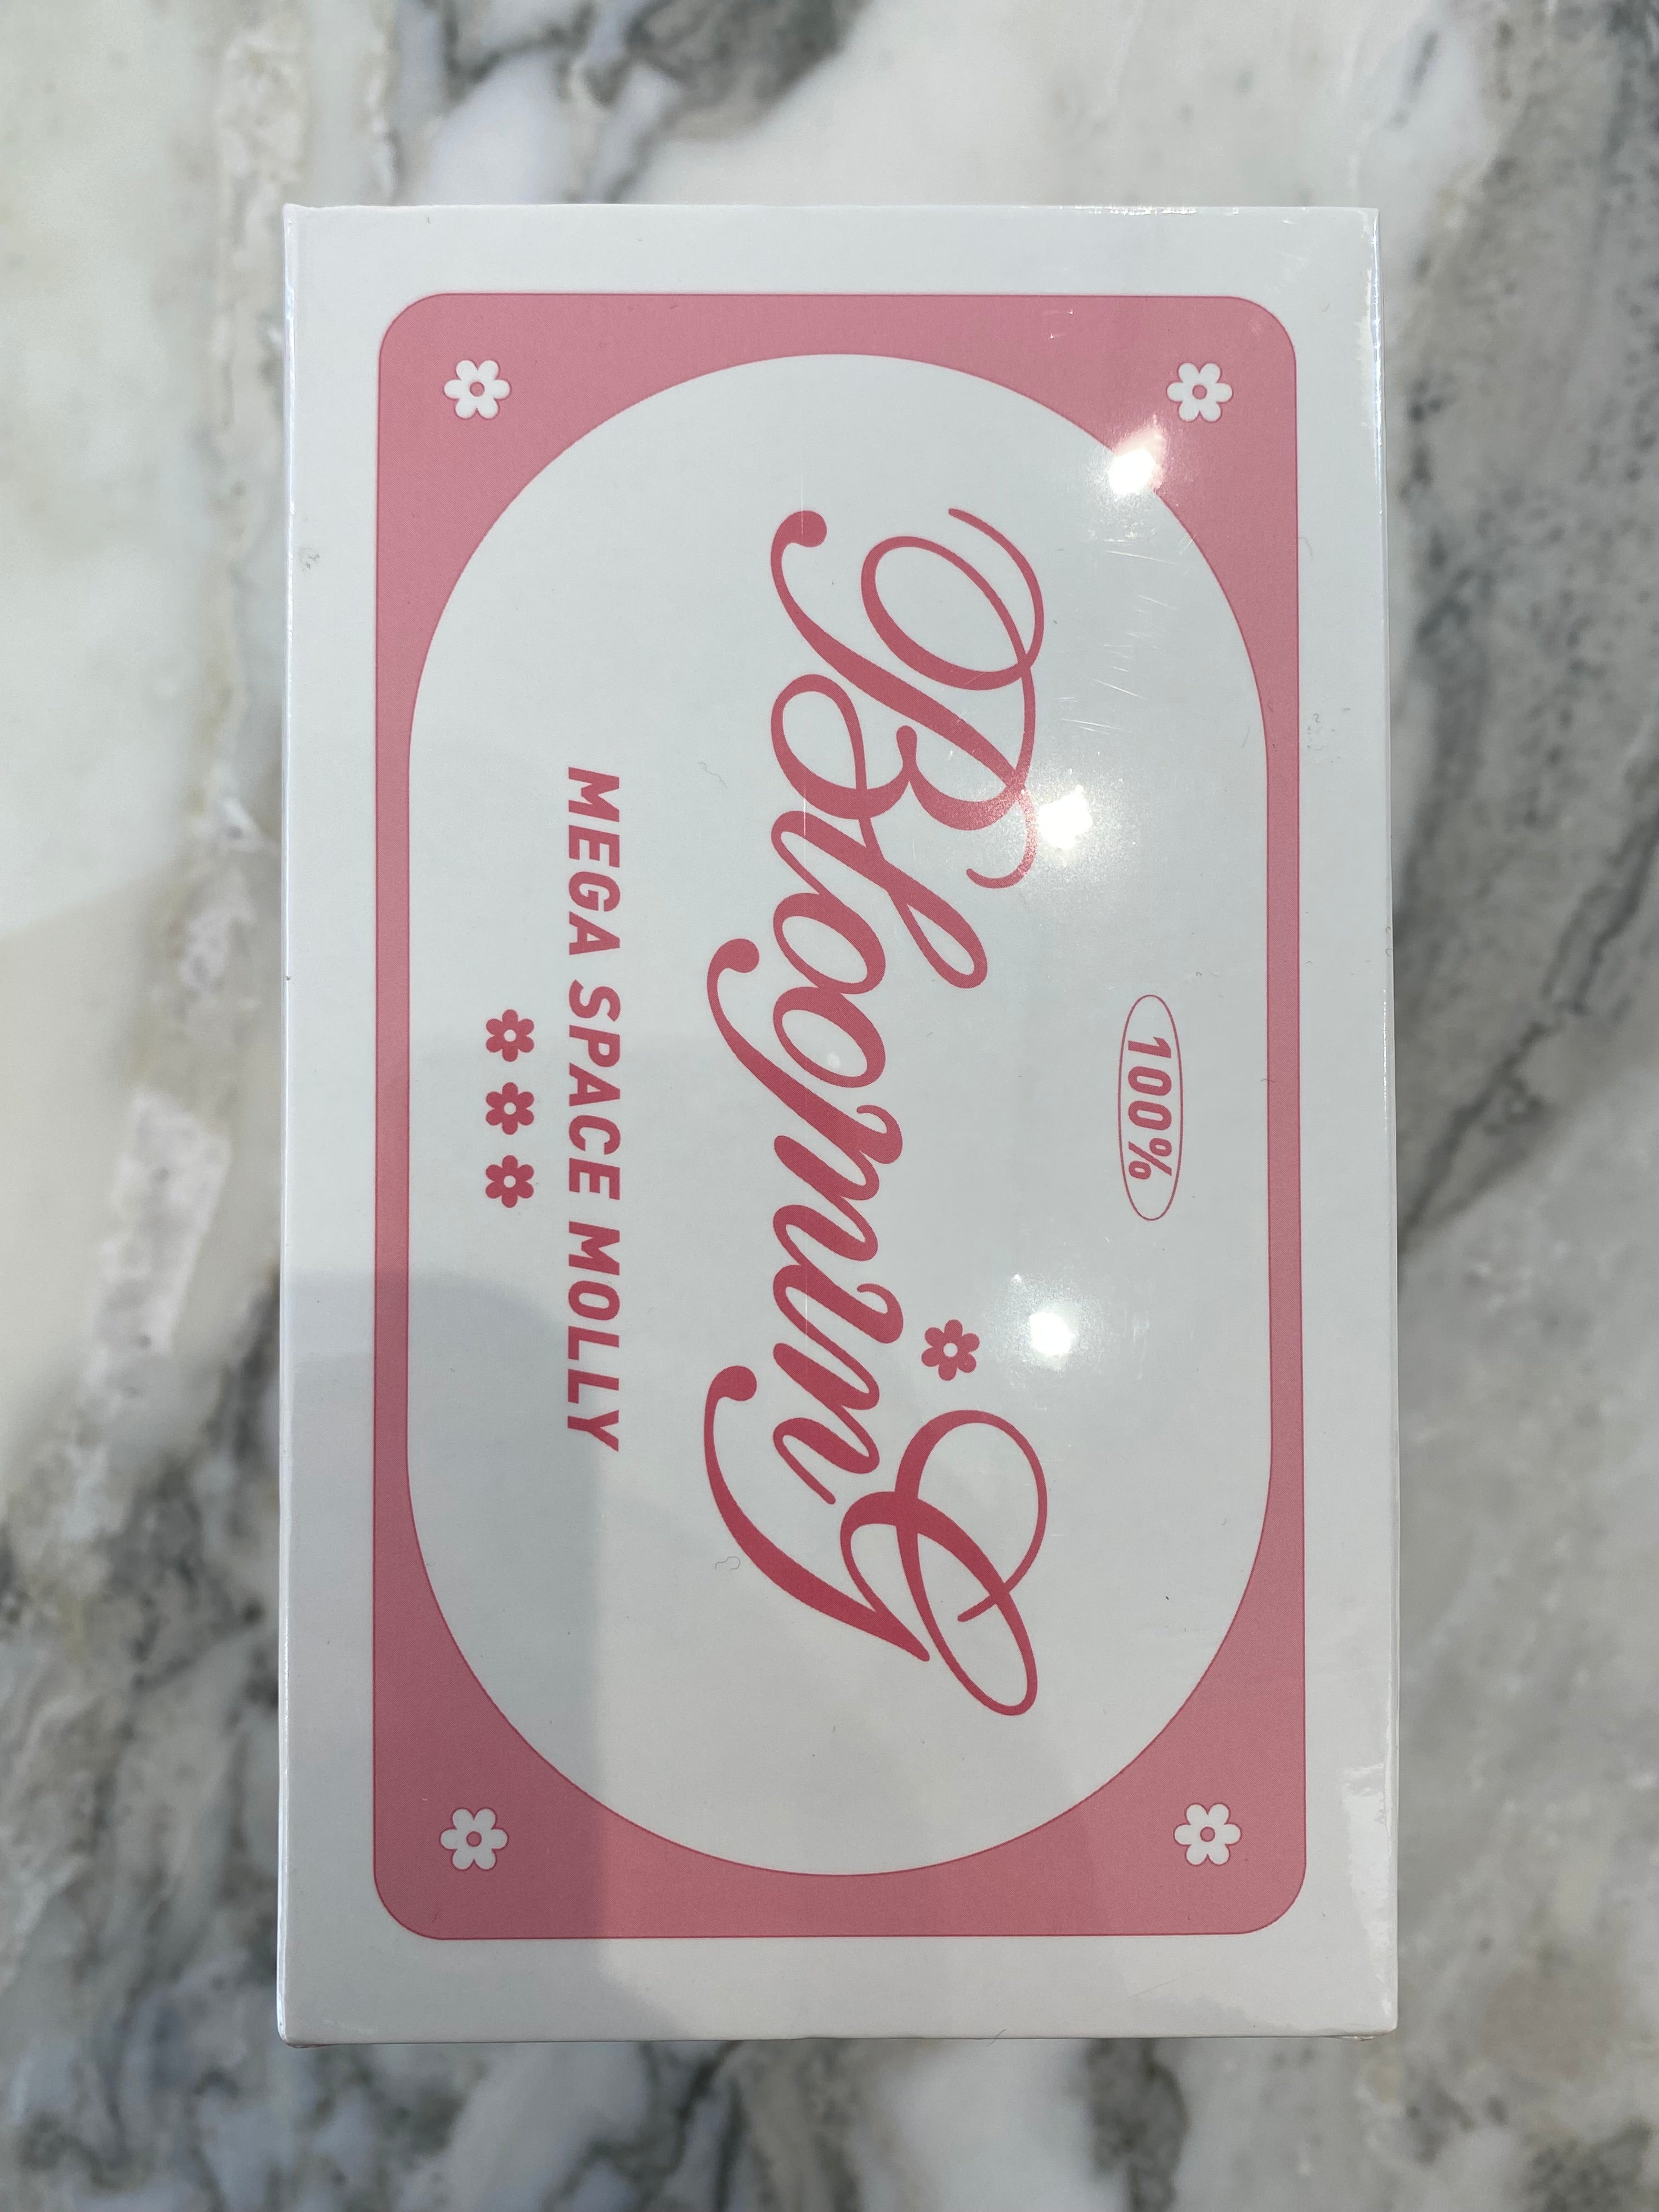 100%
BloominG
MEGA SPACE MOLLY